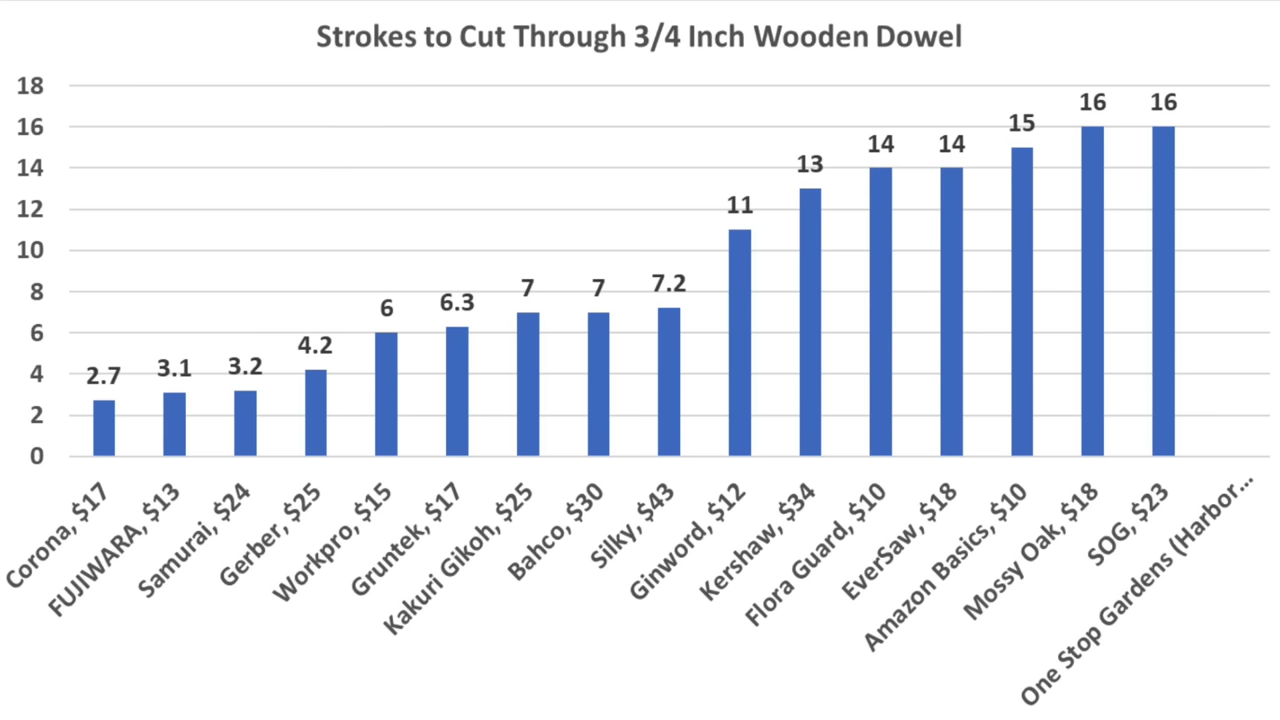 Strokes to Cut Through 3/4 Inch Wooden Dowel
18
16
14
12
10
8
6
4
2
0
2.7
3.1
3.2
4.2
6
6.3
7
7
7.2
11
13
14
14
15
16
16
Corona, $17
FUJIWARA, $13
Samurai, $24
Gerber, $25
Workpro, $15
Gruntek, $17
Kakuri Gikoh, $25
Bahco, $30
Silky, $43
Ginword, $12
Kershaw, $34
Flora Guard, $10
EverSaw, $18
Amazon Basics, $10
Mossy Oak, $18
SOG, $23
One Stop Gardens (Harbor...